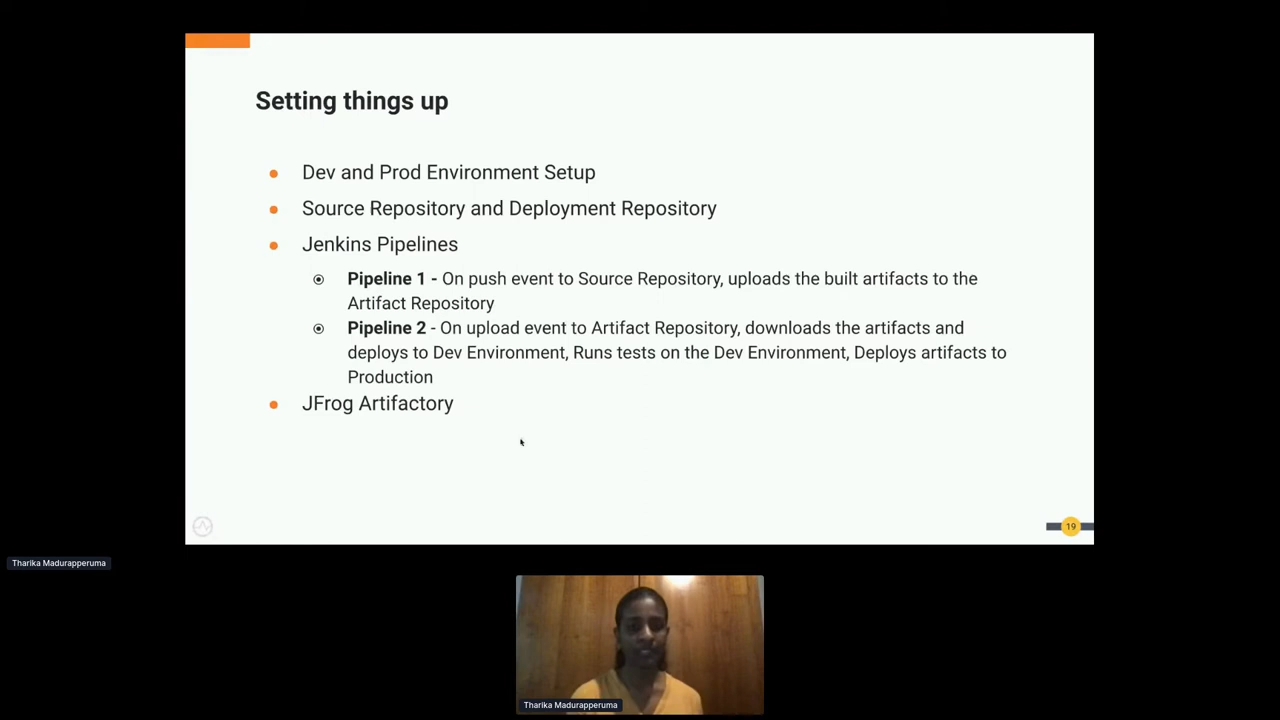 Setting things up
Dev and Prod Environment Setup
Source Repository and Deployment Repository
Jenkins Pipelines
Pipeline 1 - On push event to Source Repository, uploads the built artifacts to the
Artifact Repository
Pipeline 2 - On upload event to Artifact Repository, downloads the artifacts and
deploys to Dev Environment, Runs tests on the Dev Environment, Deploys artifacts to
Production
JFrog Artifactory
19
Tharika Madurapperuma
Tharika Madurapperuma